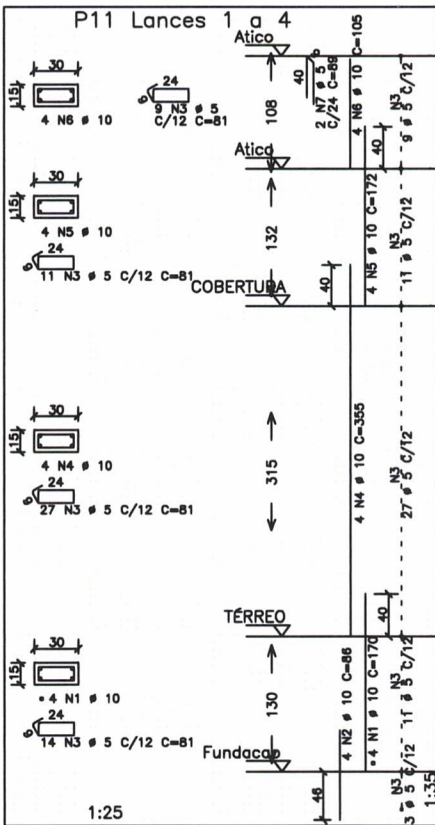 P11 Lances 1 a 4
Atico
30
15
4 N6 ø 10
24
6
9 N3 ø 5
C/12 C=81
108
40
2 N7 ø 5
C/24 C=89
4 N6 ø 10 C=105
40
N3
9 ø 5 C/12
Atico
30
15
4 N5 ø 10
24
6
11 N3 ø 5 C/12 C=81
132
COBERTURA
40
4 N5 ø 10 C=172
N3
11 ø 5 C/12
30
15
4 N4 ø 10
24
6
27 N3 ø 5 C/12 C=81
315
4 N4 ø 10 C=355
N3
27 ø 5 C/12
TÉRREO
40
30
15
• 4 N1 ø 10
24
6
14 N3 ø 5 C/12 C=81
130
4 N2 ø 10 C=86
• 4 N1 ø 10 C=170
N3
11 ø 5 C/12
Fundacao
46
N3
3 ø 5 C/12
1:25
1:35